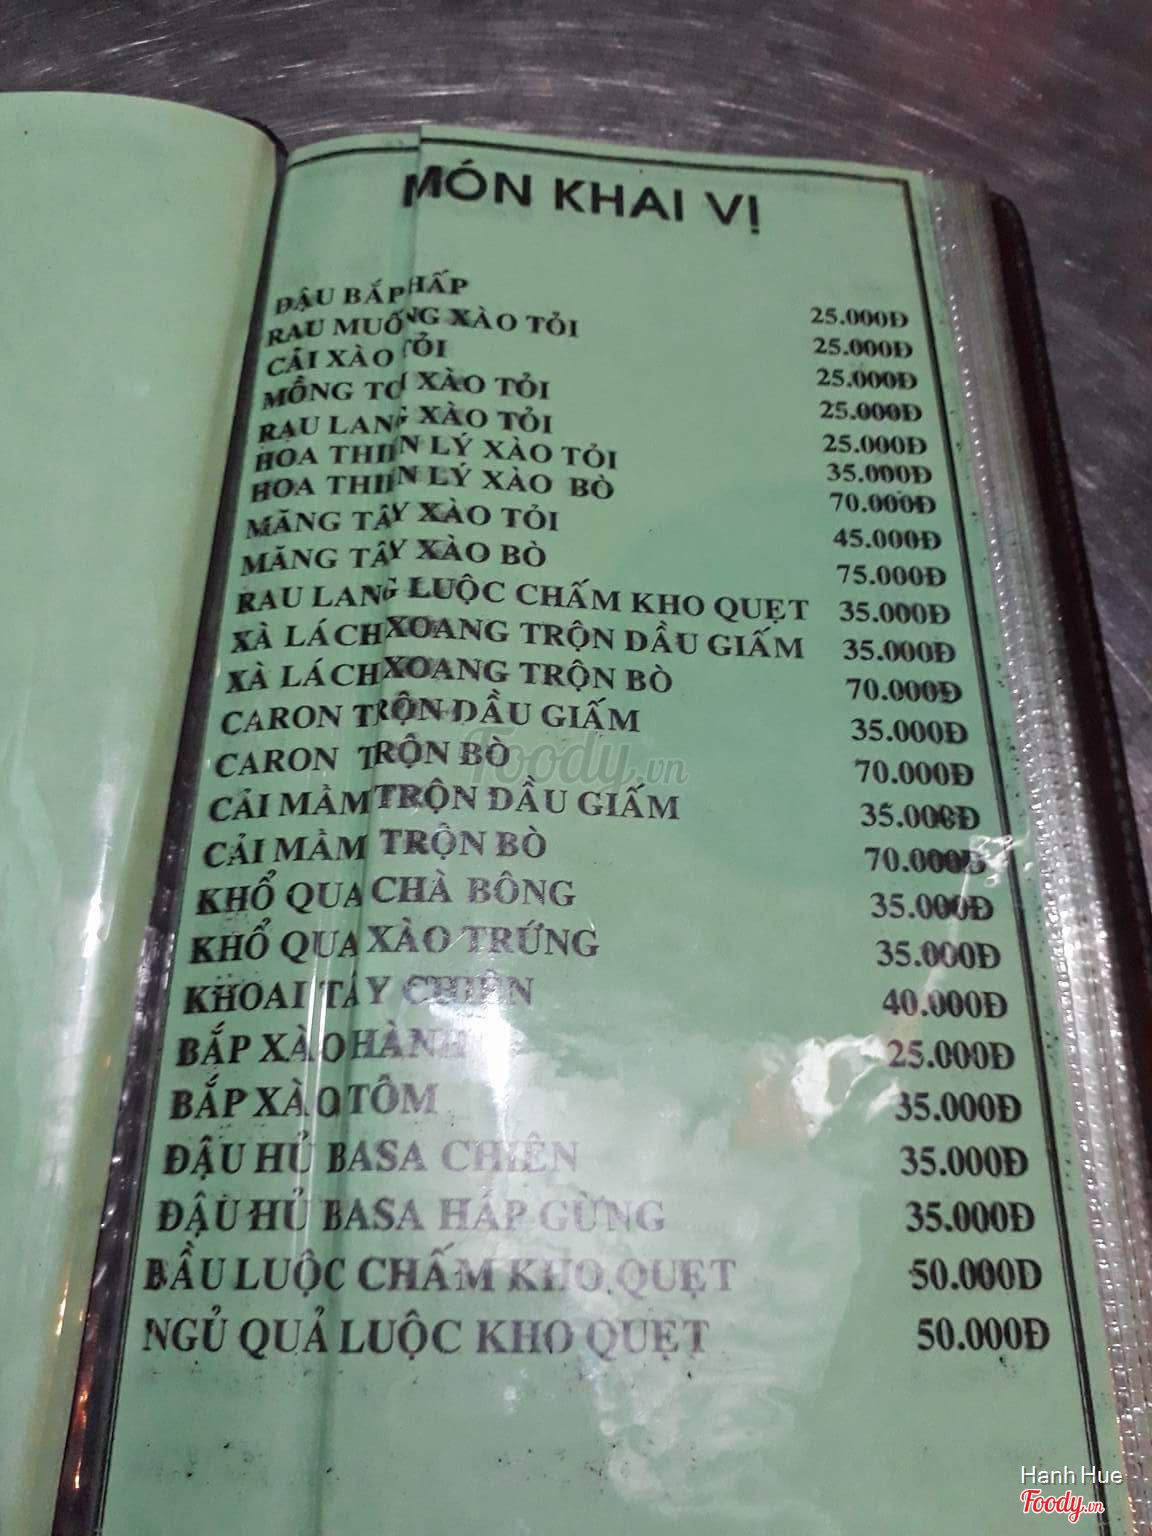 MÓN KHAI VỊ
ĐẬU BẮP HẤP 25.000Đ
RAU MUỐNG XÀO TỎI 25.000Đ
CẢI XÀO TỎI 25.000Đ
MỒNG TƠI XÀO TỎI 25.000Đ
RAU LANG XÀO TỎI 25.000Đ
HOA THIÊN LÝ XÀO TỎI 35.000Đ
HOA THIÊN LÝ XÀO BÒ 70.000Đ
MĂNG TÂY XÀO TỎI 45.000Đ
MĂNG TÂY XÀO BÒ 75.000Đ
RAU LANG LUỘC CHẤM KHO QUẸT 35.000Đ
XÀ LÁCH XOANG TRỘN DẦU GIẤM 35.000Đ
XÀ LÁCH XOANG TRỘN BÒ 70.000Đ
CARON TRỘN DẦU GIẤM 35.000Đ
CARON TRỘN BÒ 70.000Đ
CẢI MẦM TRỘN DẦU GIẤM 35.000Đ
CẢI MẦM TRỘN BÒ 70.000Đ
KHỔ QUA CHÀ BÔNG 35.000Đ
KHỔ QUA XÀO TRỨNG 35.000Đ
KHOAI TÂY CHIÊN 40.000Đ
BẮP XÀO HÀNH 25.000Đ
BẮP XÀO TÔM 35.000Đ
ĐẬU HỦ BASA CHIÊN 35.000Đ
ĐẬU HỦ BASA HẤP GỪNG 35.000Đ
BẦU LUỘC CHẤM KHO QUẸT 50.000Đ
NGỦ QUẢ LUỘC KHO QUẸT 50.000Đ
Foody.vn
Hanh Hue
Foody.vn